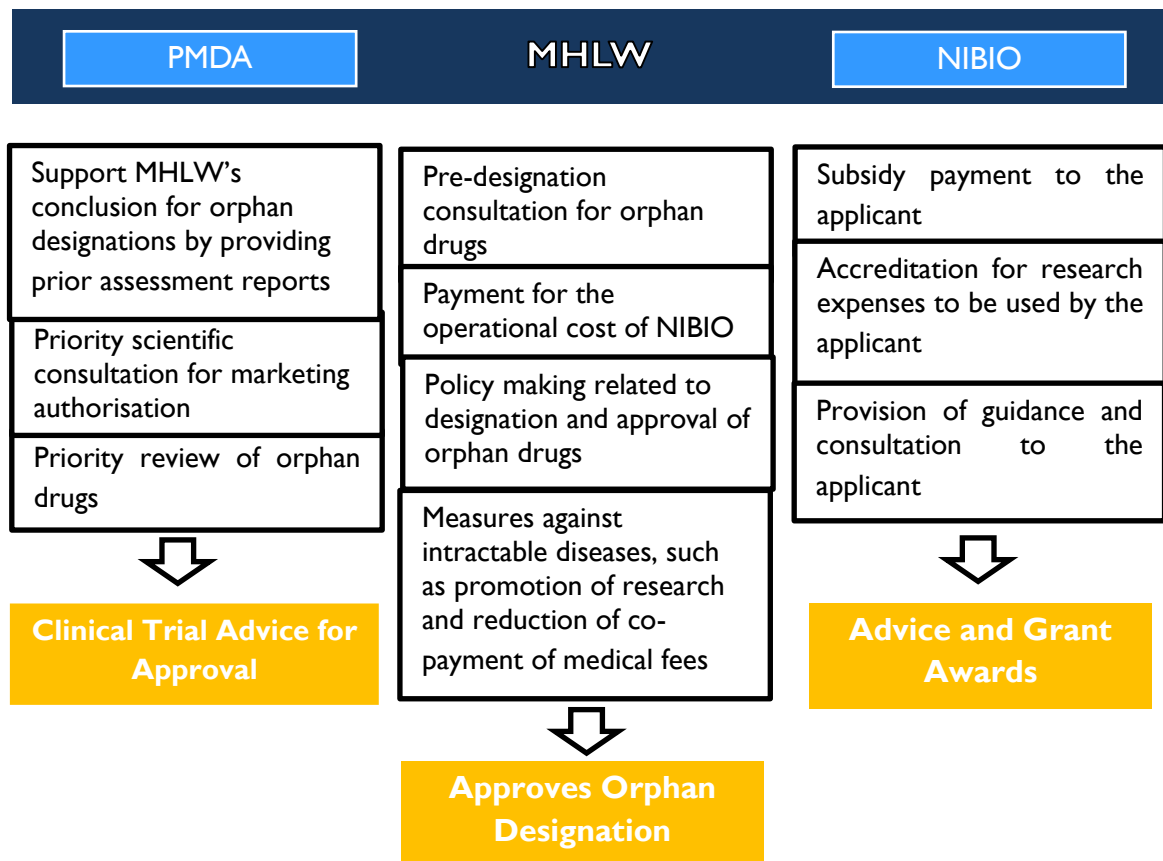 PMDA
MHLW
NIBIO
Support MHLW’s
conclusion for orphan
designations by providing
prior assessment reports
Priority scientific
consultation for marketing
authorisation
Priority review of orphan
drugs
Clinical Trial Advice for
Approval
Pre-designation
consultation for orphan
drugs
Payment for the
operational cost of NIBIO
Policy making related to
designation and approval of
orphan drugs
Measures against
intractable diseases, such
as promotion of research
and reduction of co-
payment of medical fees
Approves Orphan
Designation
Subsidy payment to the
applicant
Accreditation for research
expenses to be used by the
applicant
Provision of guidance and
consultation to the
applicant
Advice and Grant
Awards